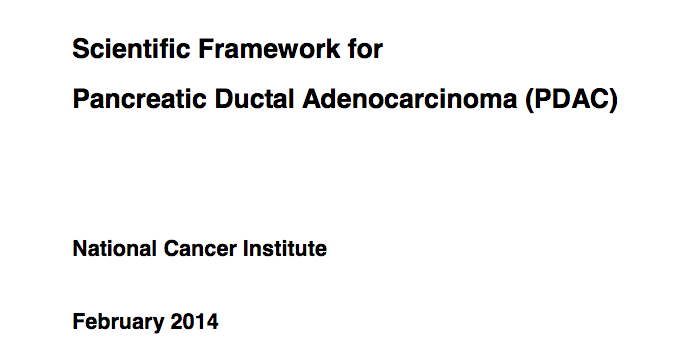 Scientific Framework for
Pancreatic Ductal Adenocarcinoma (PDAC)
National Cancer Institute
February 2014